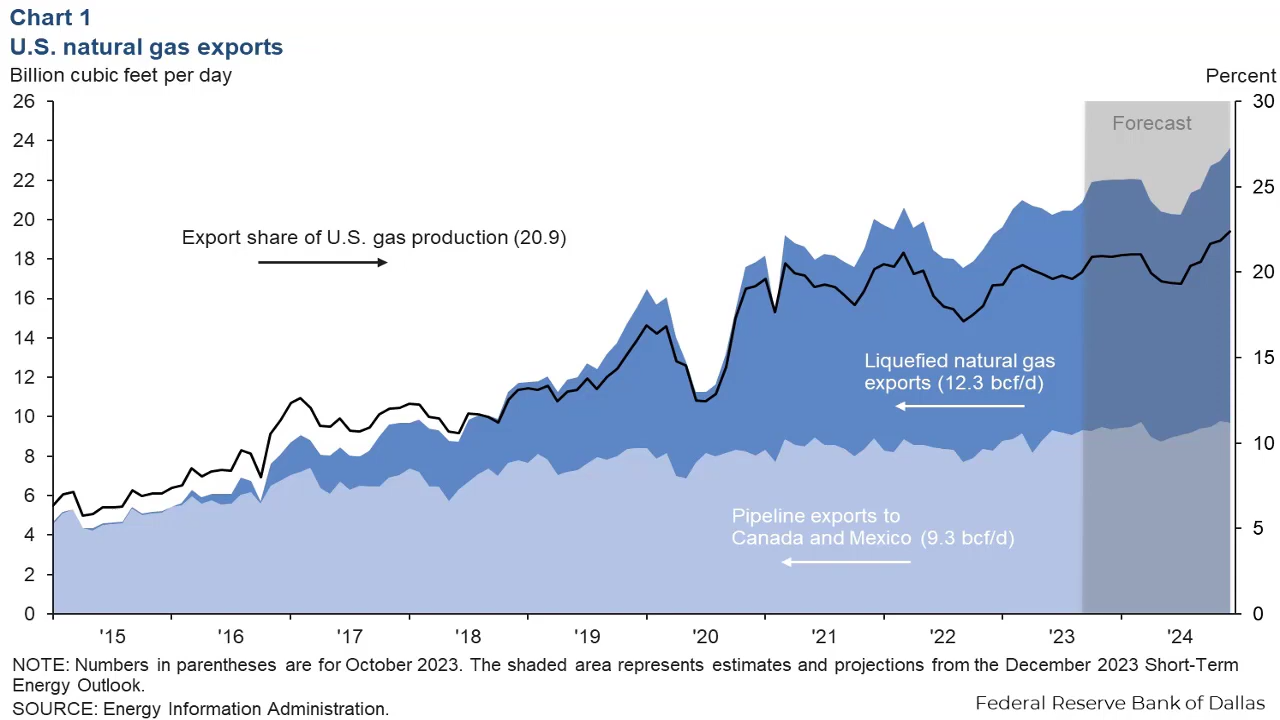 Chart 1
U.S. natural gas exports
Billion cubic feet per day
Percent
26
24
22
20
18
16
14
12
10
8
6
4
2
0
30
25
20
15
10
5
0
Forecast
Export share of U.S. gas production (20.9)
Liquefied natural gas
exports (12.3 bcf/d)
Pipeline exports to
Canada and Mexico (9.3 bcf/d)
'15 '16 '17 '18 '19 '20 '21 '22 '23 '24
NOTE: Numbers in parentheses are for October 2023. The shaded area represents estimates and projections from the December 2023 Short-Term
Energy Outlook.
SOURCE: Energy Information Administration.
Federal Reserve Bank of Dallas